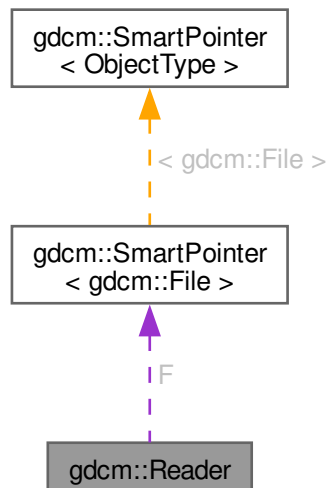 gdcm::SmartPointer
< ObjectType >
< gdcm::File >
gdcm::SmartPointer
< gdcm::File >
F
gdcm::Reader